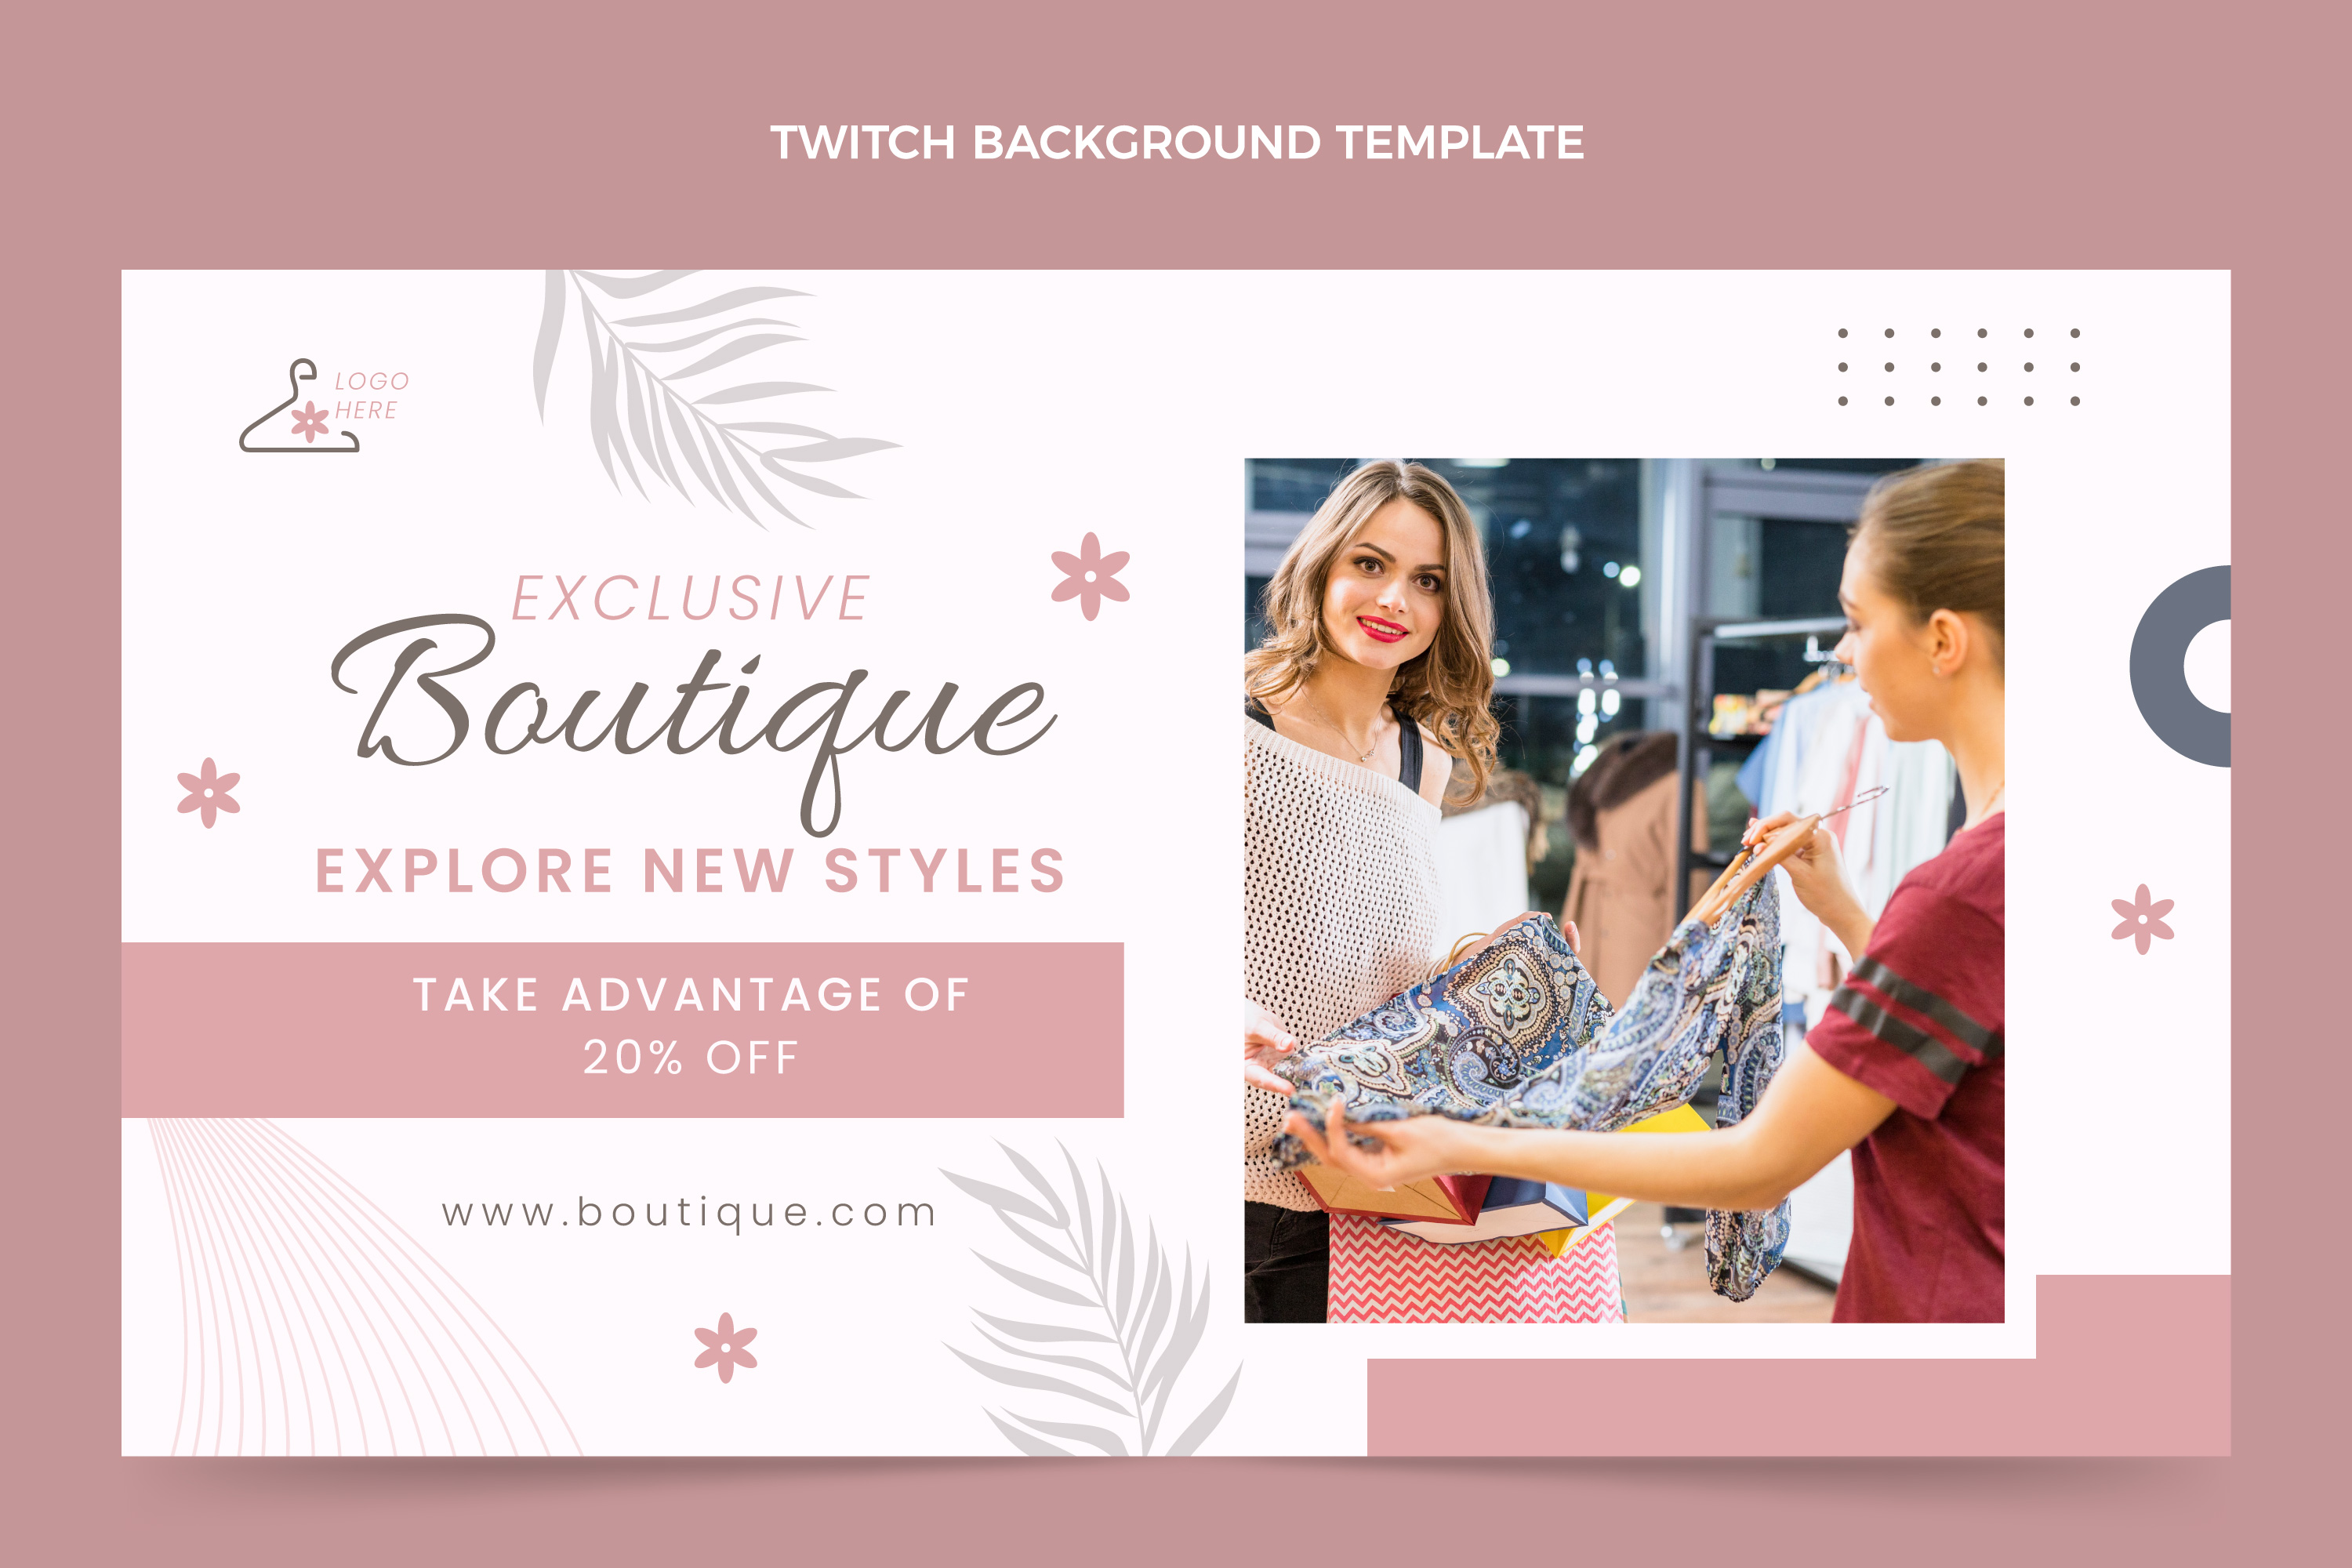 TWITCH BACKGROUND TEMPLATE
LOGO
HERE
EXCLUSIVE
Boutique
EXPLORE NEW STYLES
TAKE ADVANTAGE OF
20% OFF
www.boutique.com